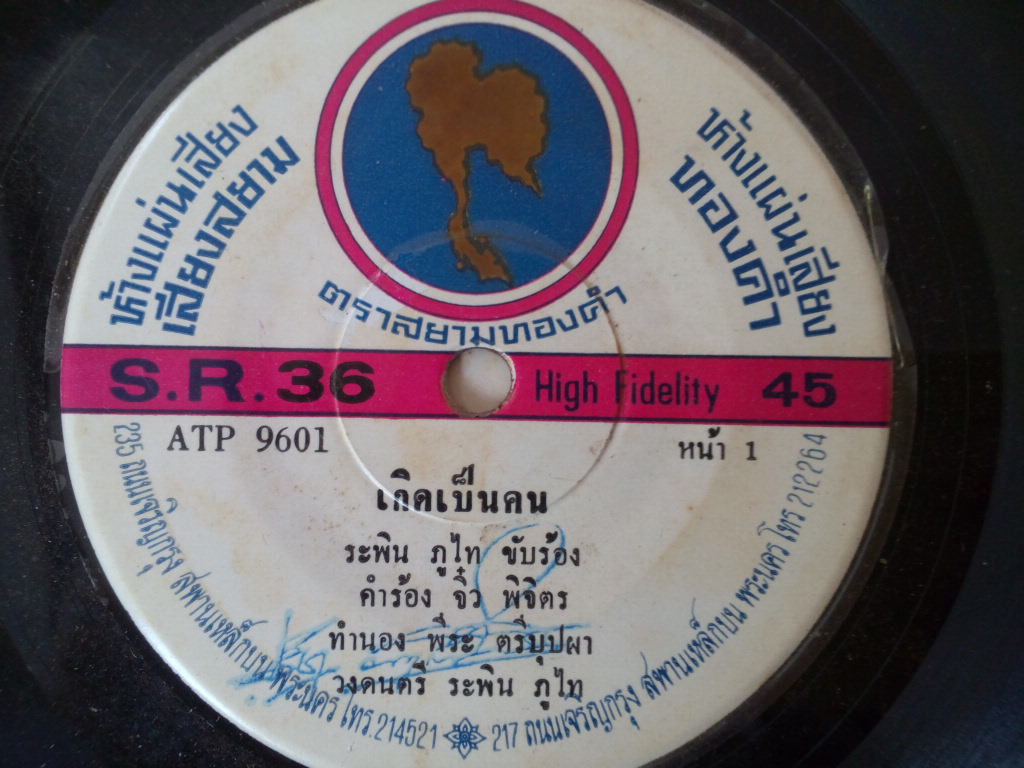 ห้างแผ่นเสียง
เสียงสยาม
ห้างแผ่นเสียง
ทองคำ
ตราสยามทองคำ
S.R.36 High Fidelity 45
ATP 9601 หน้า 1
เกิดเป็นคน
ระพิน ภูไท ขับร้อง
คำร้อง จิ๋ว พิจิตร
ทำนอง พีระ ตรีบุปผา
วงดนตรี ระพิน ภูไท
235 ถนนเจริญกรุง สพานเหล็กบน พระนคร โทร.214521
217 ถนนเจริญกรุง สพานเหล็กบน พระนคร โทร 212264